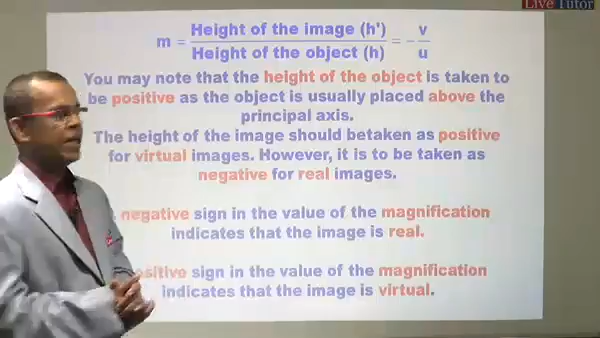 Live Tutor
m = Height of the image (h') / Height of the object (h) = - v / u
You may note that the height of the object is taken to
be positive as the object is usually placed above the
principal axis.
The height of the image should betaken as positive
for virtual images. However, it is to be taken as
negative for real images.
negative sign in the value of the magnification
indicates that the image is real.
sitive sign in the value of the magnification
indicates that the image is virtual.